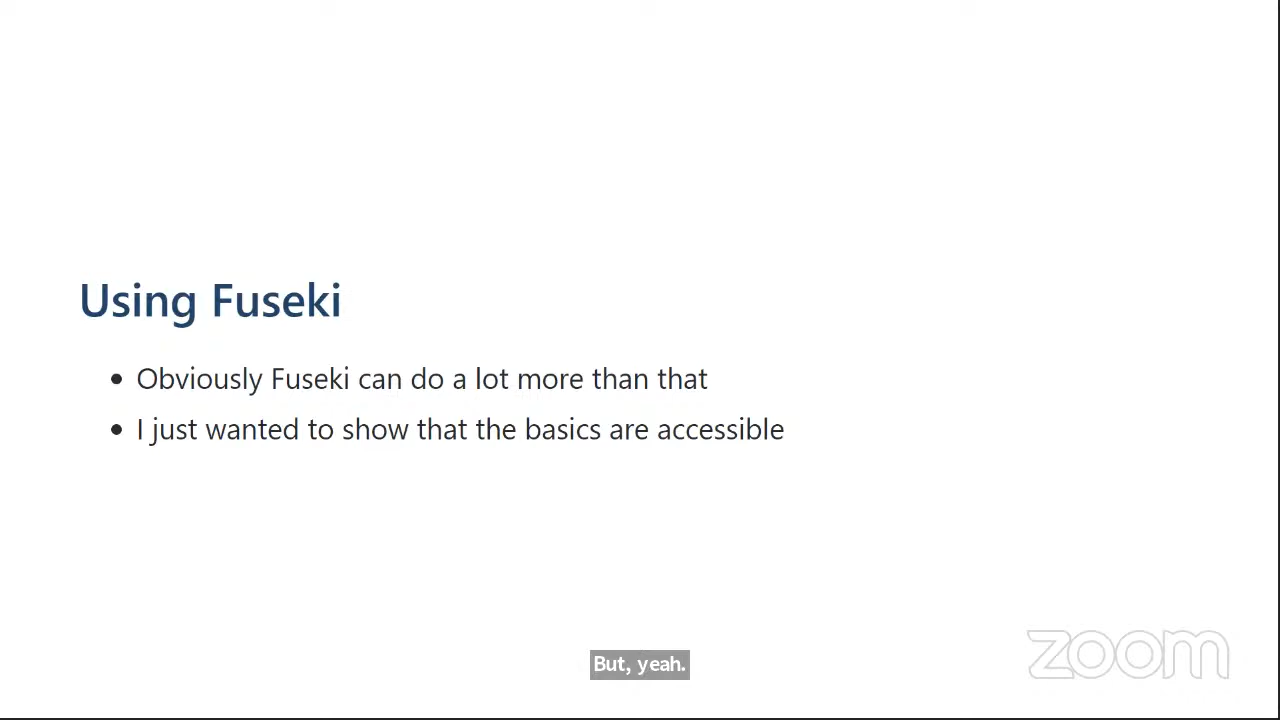 Using Fuseki
• Obviously Fuseki can do a lot more than that
• I just wanted to show that the basics are accessible
But, yeah.
zoom